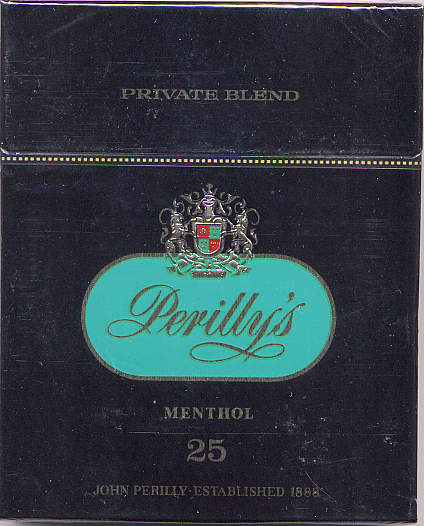 PRIVATE BLEND
Perilly's
MENTHOL
25
JOHN PERILLY·ESTABLISHED 1888